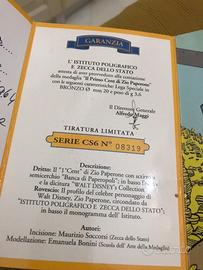 GARANZIA
L'ISTITUTO POLIGRAFICO
E ZECCA DELLO STATO
attesta di aver provveduto alla coniazione
della medaglia "Il Primo Cent di Zio Paperone"
con le seguenti caratteristiche: Lega Speciale in
BRONZO Ø mm 20 e peso di g 3,6
Il Direttore Generale
Alfredo Maggi
TIRATURA LIMITATA
SERIE CS6 N° 08319
Descrizione:
Dritto: Il "1°Cent" di Zio Paperone con
semicerchio "Banca di Paperopoli"; in basso
e la dicitura "WALT DISNEY's Collection
Rovescio: Il profilo del celebre personaggio di
Walt Disney, Zio Paperone, circondato da
"ISTITUTO POLIGRAFICO E ZECCA DELLO STATO";
in basso il monogramma dell'Istituto.
Autori:
Incisione: Maurizio Soccorsi (Zecca dello Stato)
Modellazione: Emanuela Bonini (Scuola dell'Arte della Medaglia)